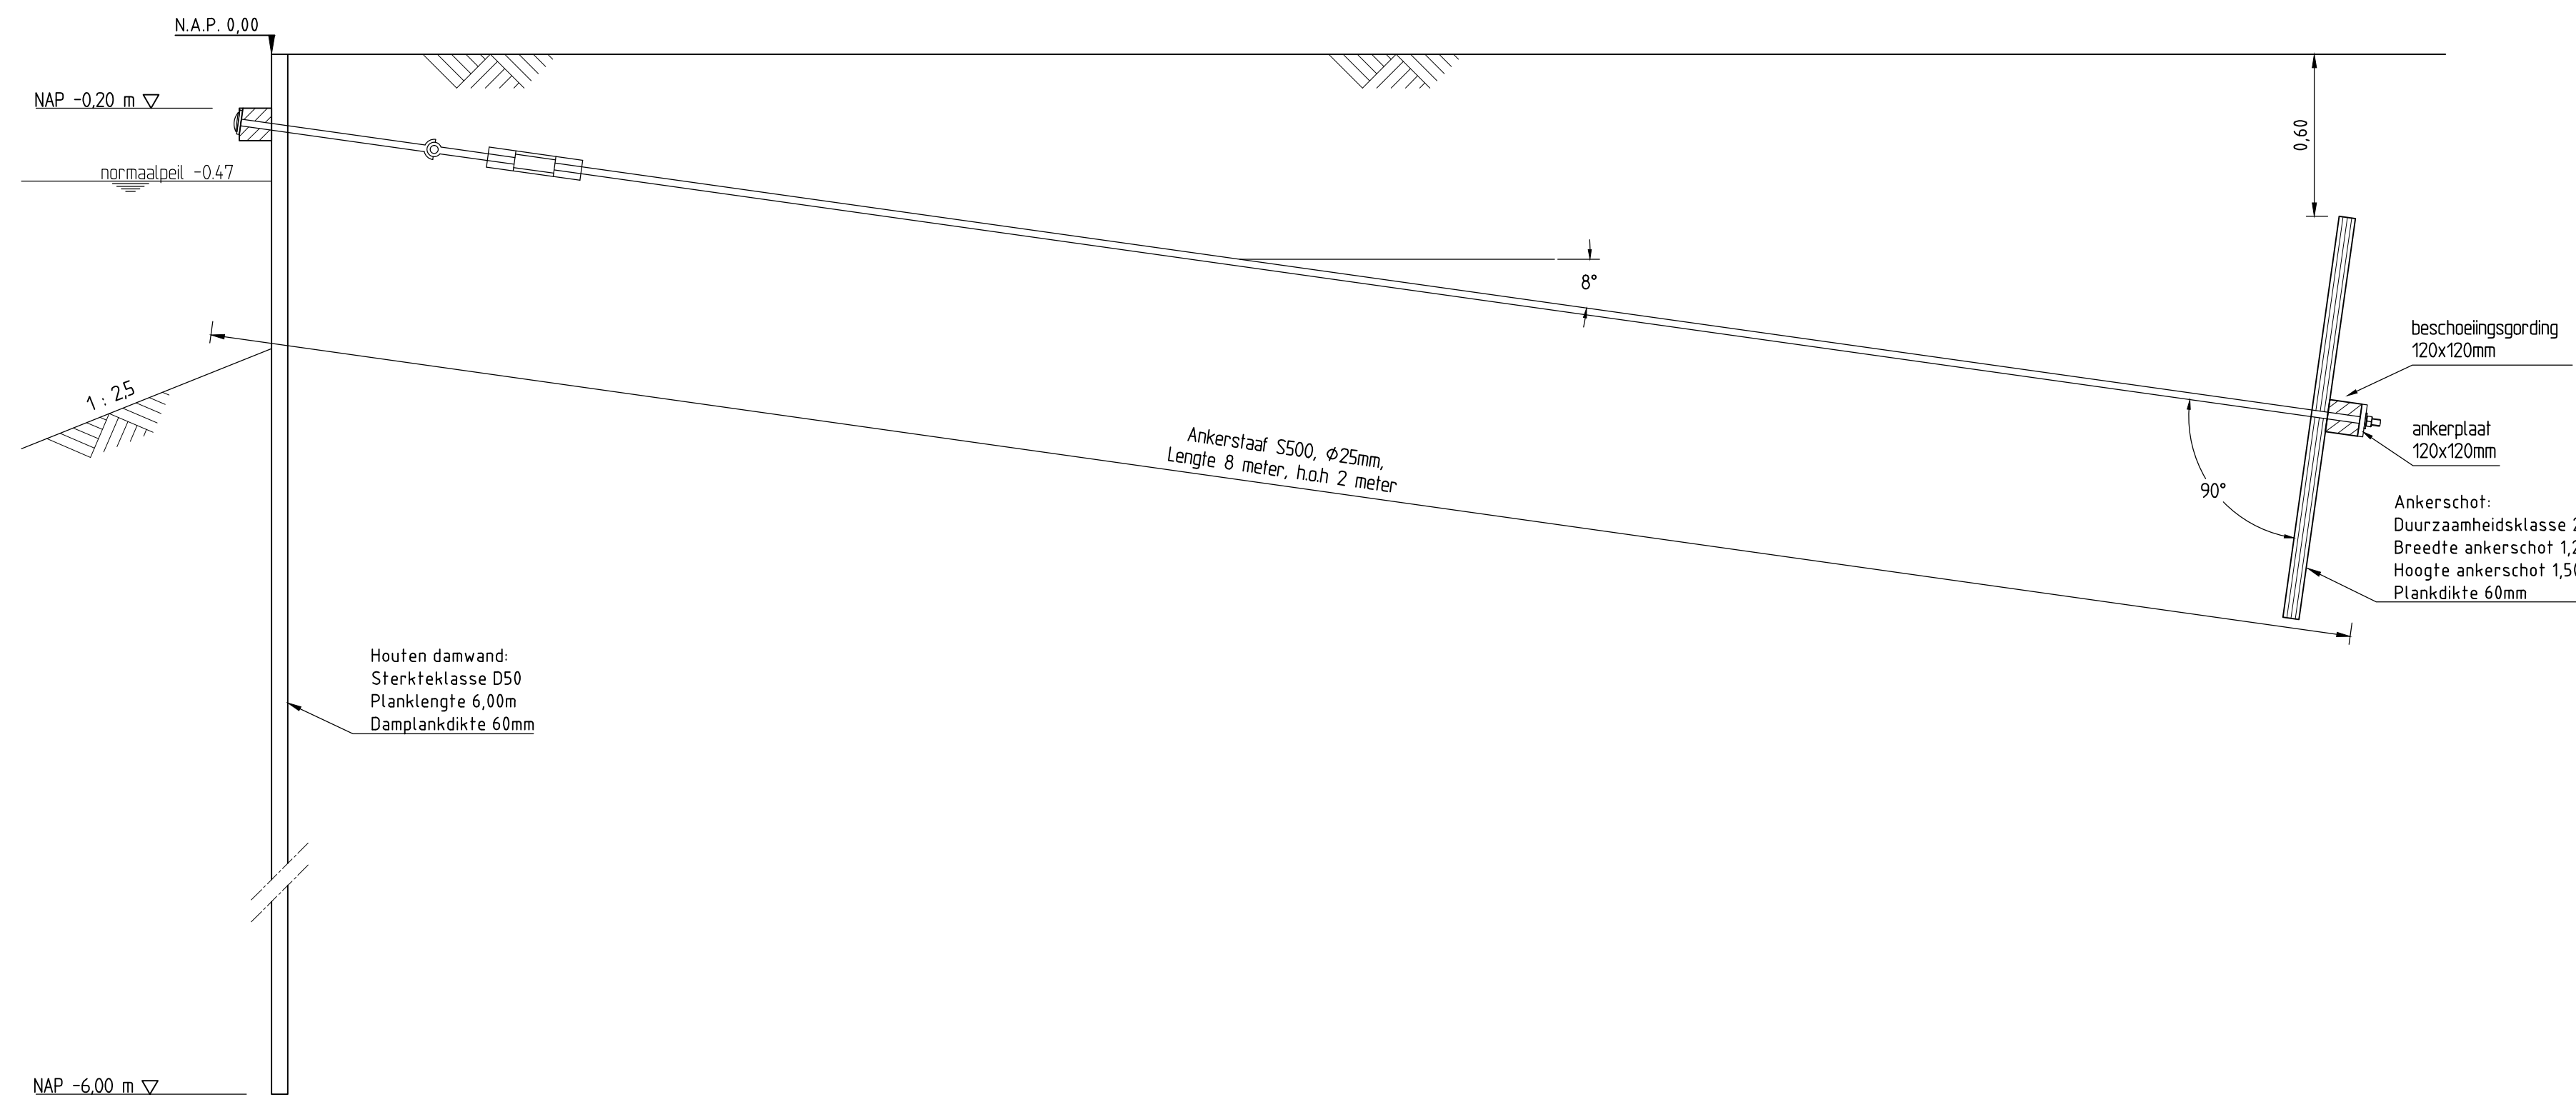 N.A.P. 0,00
NAP -0,20 m
normaalpeil -0.47
1 : 2,5
0,60
8°
beschoeiingsgording
120x120mm
ankerplaat
120x120mm
90°
Ankerstaaf S500, Φ25mm,
Lengte 8 meter, h.o.h 2 meter
Ankerschot:
Duurzaamheidsklasse
Breedte ankerschot
Hoogte ankerschot
Plankdikte 60mm
Houten damwand:
Sterkteklasse D50
Planklengte 6,00m
Damplankdikte 60mm
NAP -6,00 m